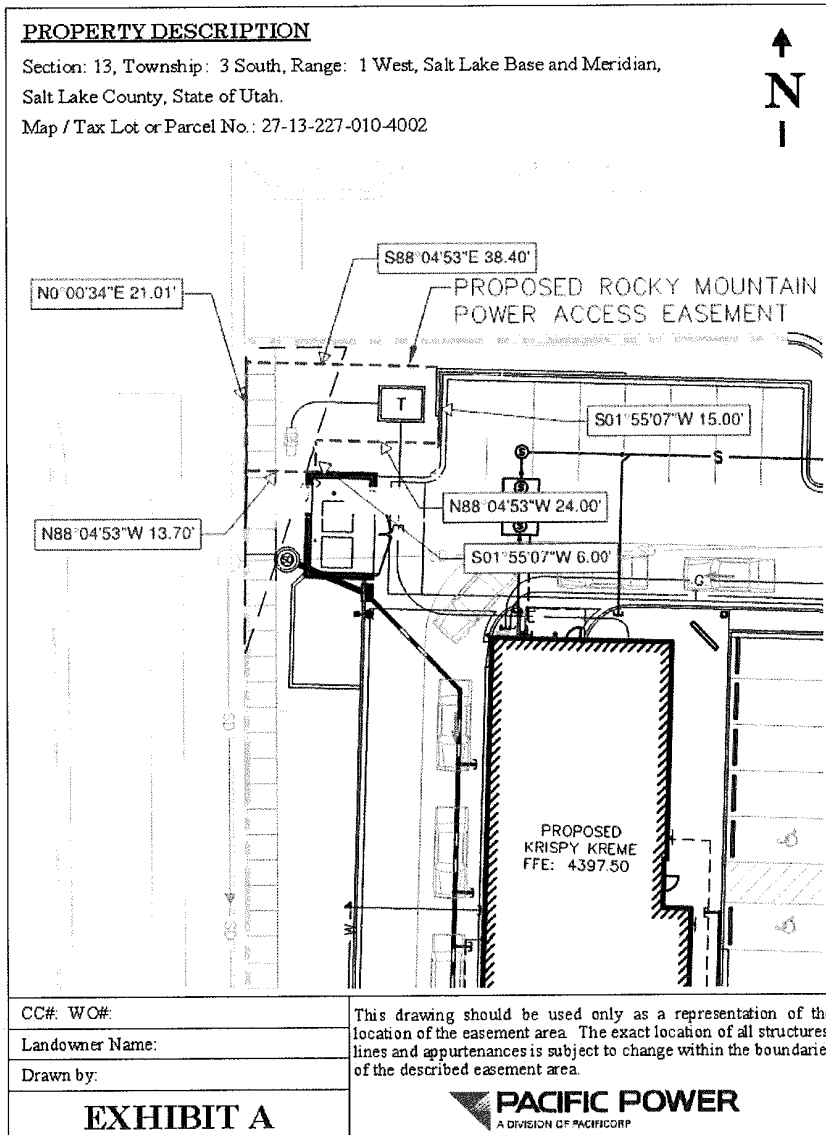 PROPERTY DESCRIPTION
Section: 13, Township: 3 South, Range: 1 West, Salt Lake Base and Meridian,
Salt Lake County, State of Utah.
Map / Tax Lot or Parcel No.: 27-13-227-010-4002
N
S88°04'53"E 38.40'
N0°00'34"E 21.01'
PROPOSED ROCKY MOUNTAIN
POWER ACCESS EASEMENT
T
S01°55'07"W 15.00'
S
S
S
S
N88°04'53"W 24.00'
N88°04'53"W 13.70'
S01°55'07"W 6.00'
G
E
SD
PROPOSED
KRISPY KREME
FFE: 4397.50
SD
W
CC#: WO#:
Landowner Name:
Drawn by:
EXHIBIT A
This drawing should be used only as a representation of the
location of the easement area. The exact location of all structures
lines and appurtenances is subject to change within the boundarie
of the described easement area.
PACIFIC POWER
A DIVISION OF PACIFICORP